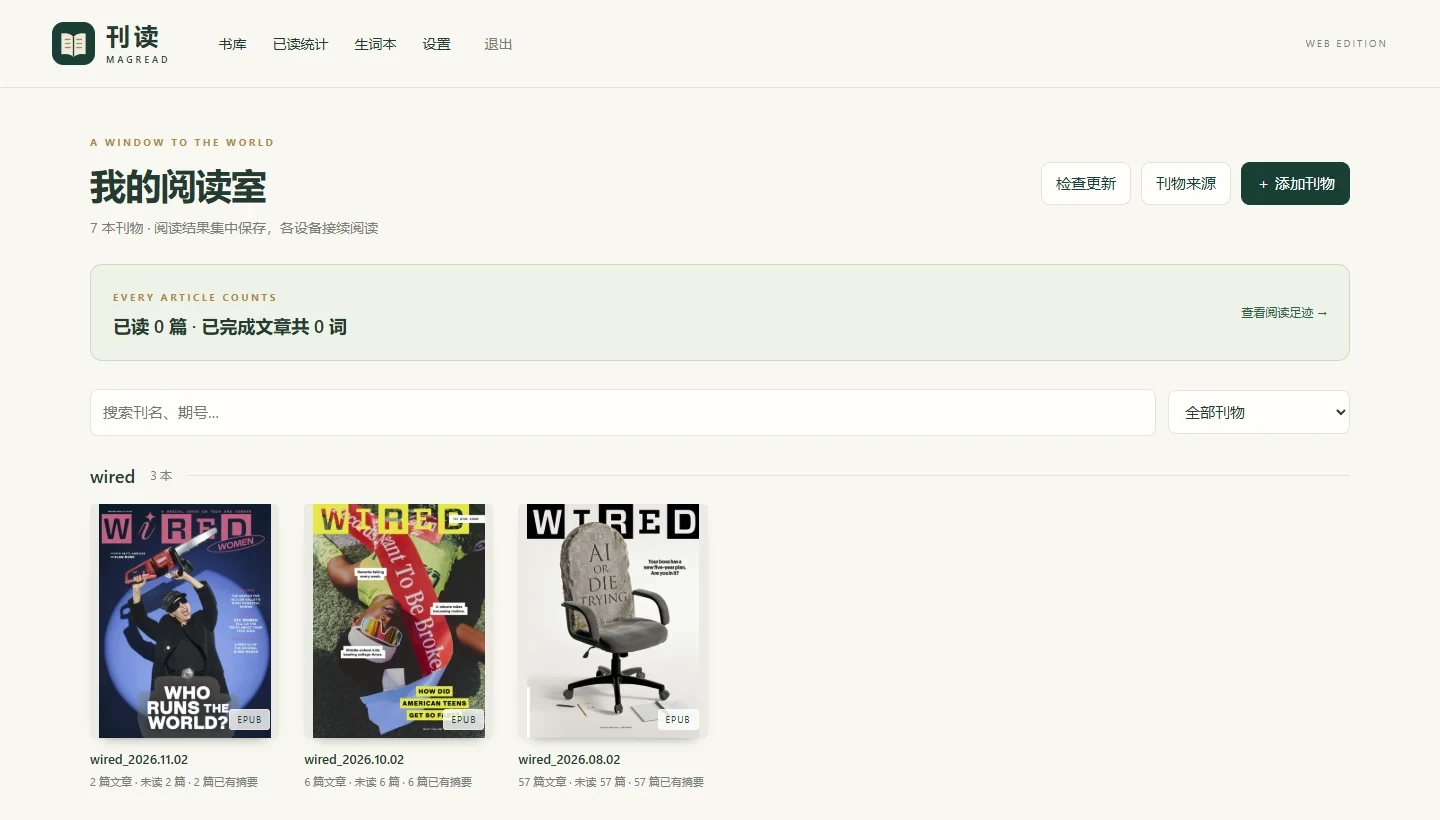 刊读
MAGREAD
书库 已读统计 生词本 设置 退出
WEB EDITION
A WINDOW TO THE WORLD
我的阅读室
7 本刊物 · 阅读结果集中保存，各设备接续阅读
检查更新 刊物来源 + 添加刊物
EVERY ARTICLE COUNTS
已读 0 篇 · 已完成文章共 0 词
查看阅读足迹 →
搜索刊名、期号...
全部刊物
wired 3 本
WiRED
WOMEN
WHO
RUNS THE
WORLD?
EPUB
WIRED
Want To Be Broke
HOW DID
AMERICAN TEENS
GET SO
EPUB
WIRED
AI
OR
DIE
TRYING
Your boss has a
new five-year plan.
Are you in it?
EPUB
wired_2026.11.02
2 篇文章 · 未读 2 篇 · 2 篇已有摘要
wired_2026.10.02
6 篇文章 · 未读 6 篇 · 6 篇已有摘要
wired_2026.08.02
57 篇文章 · 未读 57 篇 · 57 篇已有摘要